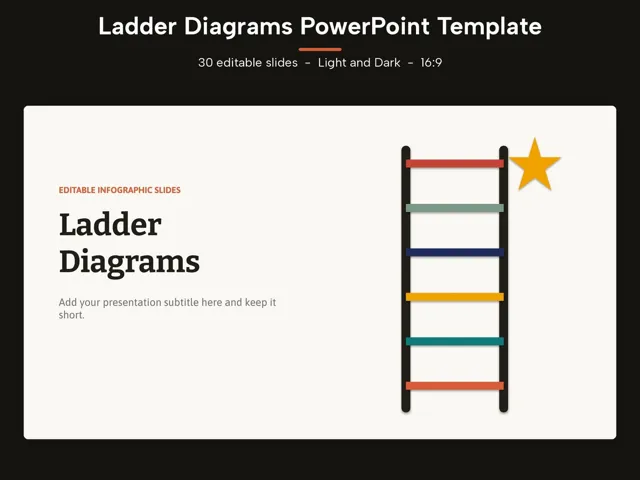 Ladder Diagrams PowerPoint Template
30 editable slides – Light and Dark – 16:9
EDITABLE INFOGRAPHIC SLIDES
Ladder
Diagrams
Add your presentation subtitle here and keep it
short.